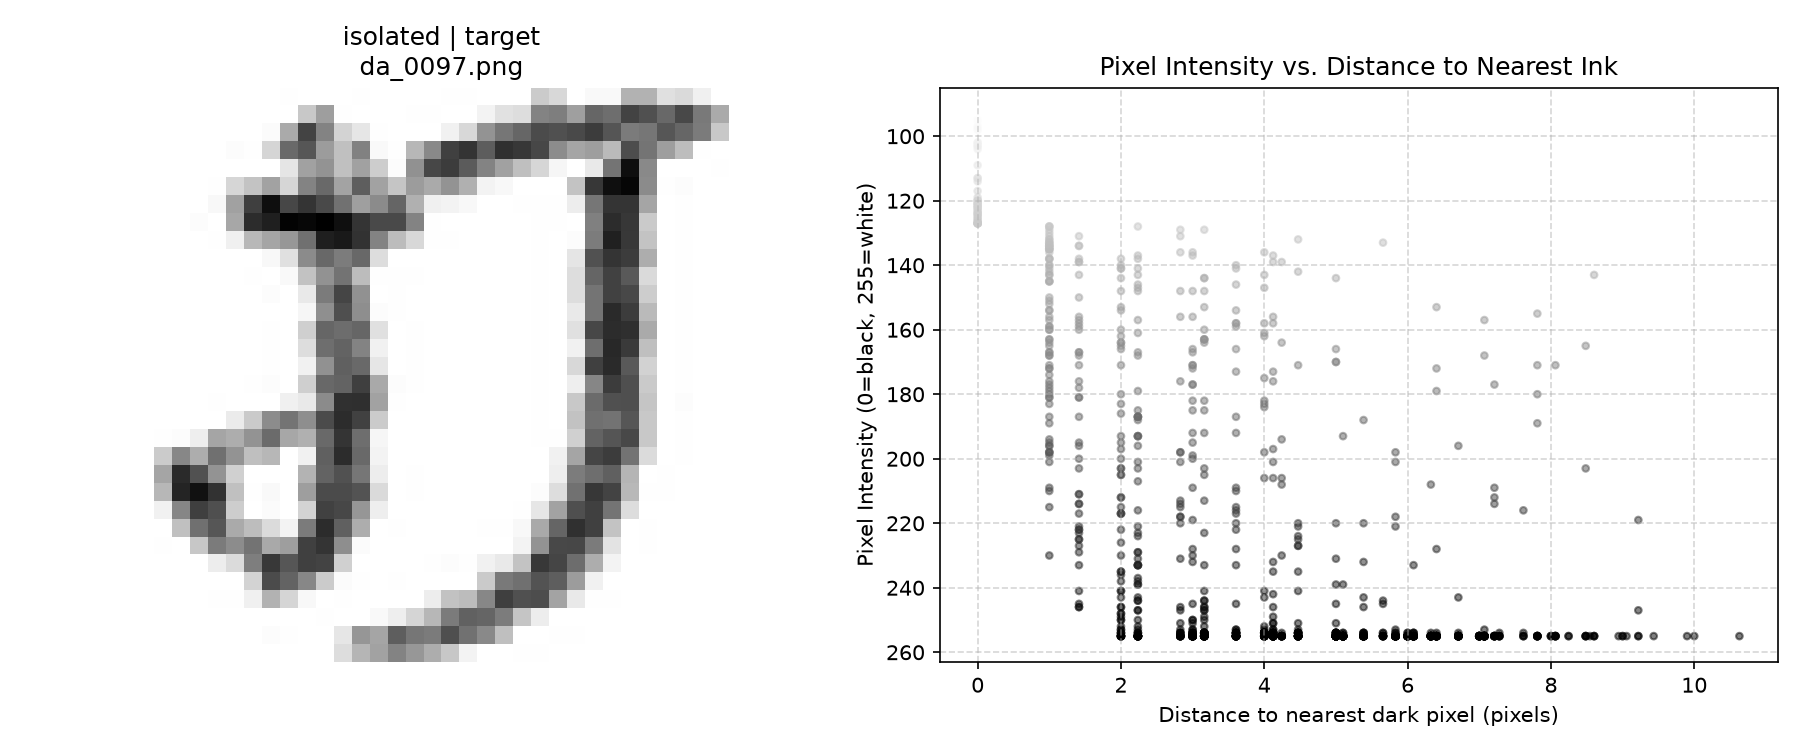 isolated | target
da_0097.png
Pixel Intensity vs. Distance to Nearest Ink
Pixel Intensity (0=black, 255=white)
100
120
140
160
180
200
220
240
260
0 2 4 6 8 10
Distance to nearest dark pixel (pixels)